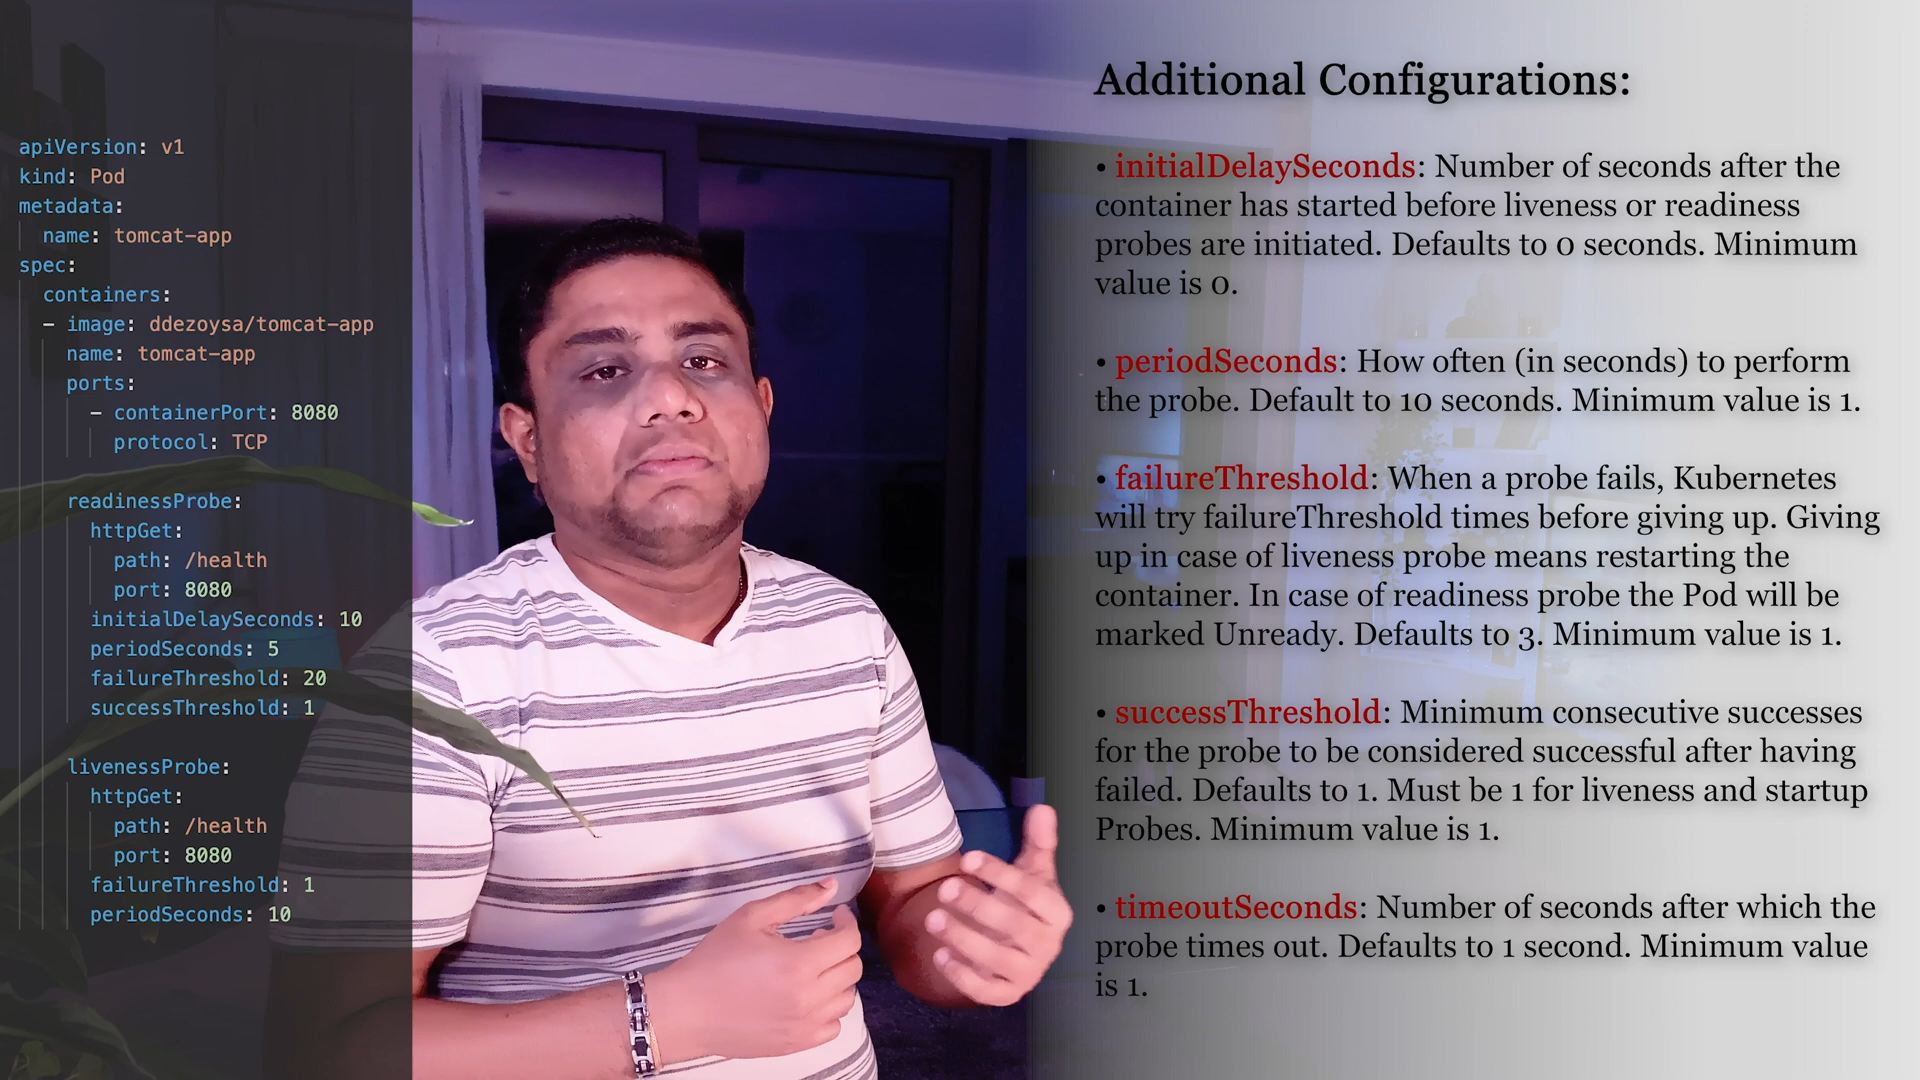 apiVersion: v1
kind: Pod
metadata:
name: tomcat-app
spec:
containers:
- image: ddezoysa/tomcat-app
name: tomcat-app
ports:
- containerPort: 8080
protocol: TCP
readinessProbe:
httpGet:
path: /health
port: 8080
initialDelaySeconds: 10
periodSeconds: 5
failureThreshold: 20
successThreshold: 1
livenessProbe:
httpGet:
path: /health
port: 8080
failureThreshold: 1
periodSeconds: 10
Additional Configurations:
• initialDelaySeconds: Number of seconds after the
container has started before liveness or readiness
probes are initiated. Defaults to 0 seconds. Minimum
value is 0.
• periodSeconds: How often (in seconds) to perform
the probe. Default to 10 seconds. Minimum value is 1.
• failureThreshold: When a probe fails, Kubernetes
will try failureThreshold times before giving up. Giving
up in case of liveness probe means restarting the
container. In case of readiness probe the Pod will be
marked Unready. Defaults to 3. Minimum value is 1.
• successThreshold: Minimum consecutive successes
for the probe to be considered successful after having
failed. Defaults to 1. Must be 1 for liveness and startup
Probes. Minimum value is 1.
• timeoutSeconds: Number of seconds after which the
probe times out. Defaults to 1 second. Minimum value
is 1.